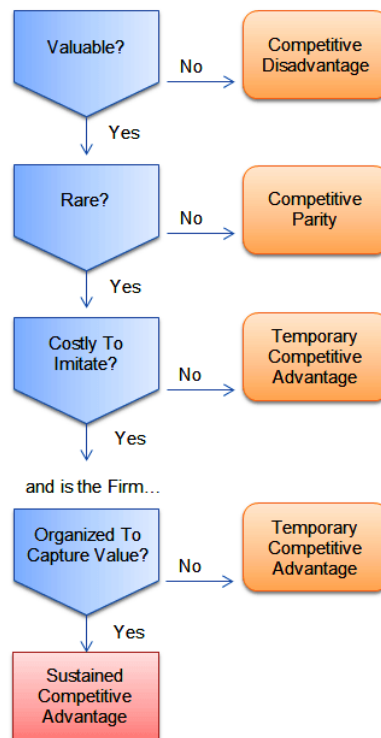 Valuable?
No
Competitive
Disadvantage
Yes
Rare?
No
Competitive
Parity
Yes
Costly To
Imitate?
No
Temporary
Competitive
Advantage
Yes
and is the Firm...
Organized To
Capture Value?
No
Temporary
Competitive
Advantage
Yes
Sustained
Competitive
Advantage